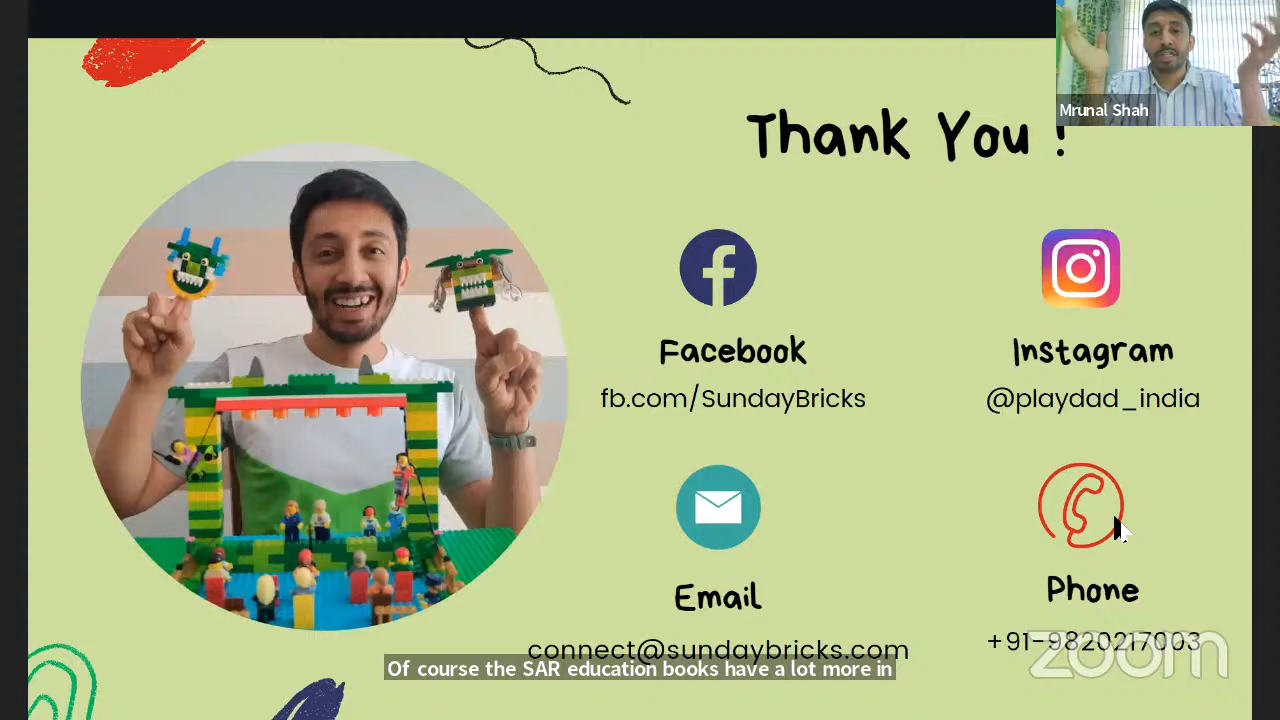 Mrunal Shah
Thank You !
Facebook
fb.com/SundayBricks
Instagram
@playdad_india
Email
connect@sundaybricks.com
Phone
+91-9820217003
zoom
Of course the SAR education books have a lot more in